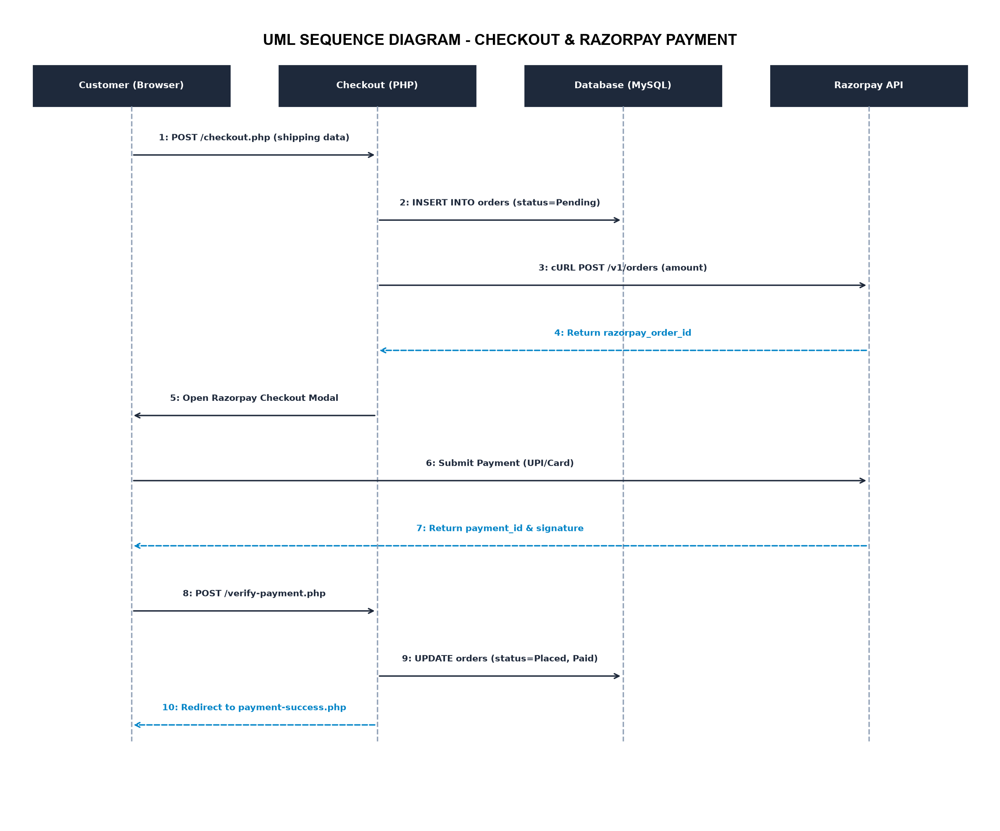 UML SEQUENCE DIAGRAM - CHECKOUT & RAZORPAY PAYMENT
Customer (Browser)
Checkout (PHP)
Database (MySQL)
Razorpay API
1: POST /checkout.php (shipping data)
2: INSERT INTO orders (status=Pending)
3: cURL POST /v1/orders (amount)
4: Return razorpay_order_id
5: Open Razorpay Checkout Modal
6: Submit Payment (UPI/Card)
7: Return payment_id & signature
8: POST /verify-payment.php
9: UPDATE orders (status=Placed, Paid)
10: Redirect to payment-success.php